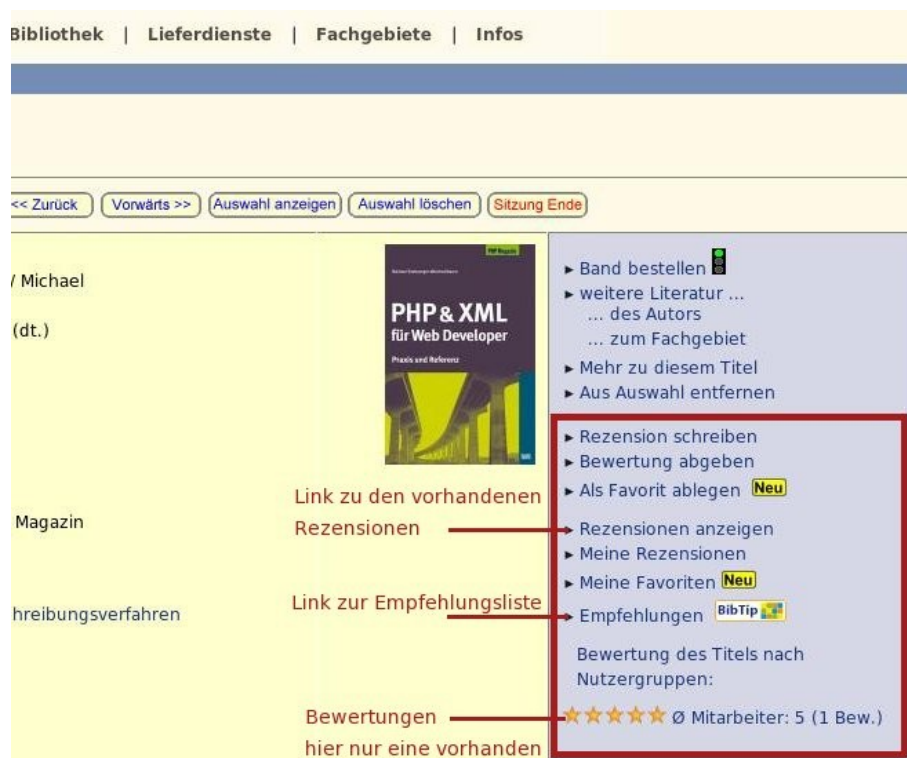 Bibliothek | Lieferdienste | Fachgebiete | Infos
<< Zurück Vorwärts >> Auswahl anzeigen Auswahl löschen Sitzung Ende
/ Michael
(dt.)
Magazin
hreibungsverfahren
PHP & XML
für Web Developer
Praxis und Referenz
Band bestellen
weitere Literatur ...
... des Autors
... zum Fachgebiet
Mehr zu diesem Titel
Aus Auswahl entfernen
Rezension schreiben
Bewertung abgeben
Als Favorit ablegen Neu
Link zu den vorhandenen
Rezensionen
Rezensionen anzeigen
Meine Rezensionen
Meine Favoriten Neu
Link zur Empfehlungsliste
Empfehlungen BibTip
Bewertung des Titels nach
Nutzergruppen:
Bewertungen
hier nur eine vorhanden
Ø Mitarbeiter: 5 (1 Bew.)